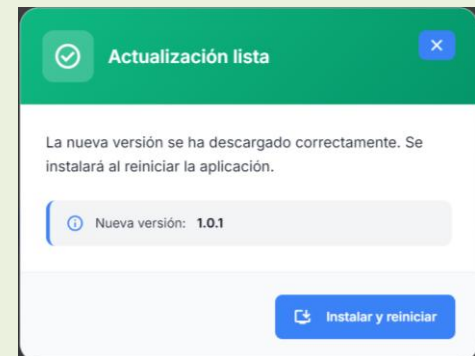 Actualización lista
La nueva versión se ha descargado correctamente. Se
instalará al reiniciar la aplicación.
Nueva versión: 1.0.1
Instalar y reiniciar